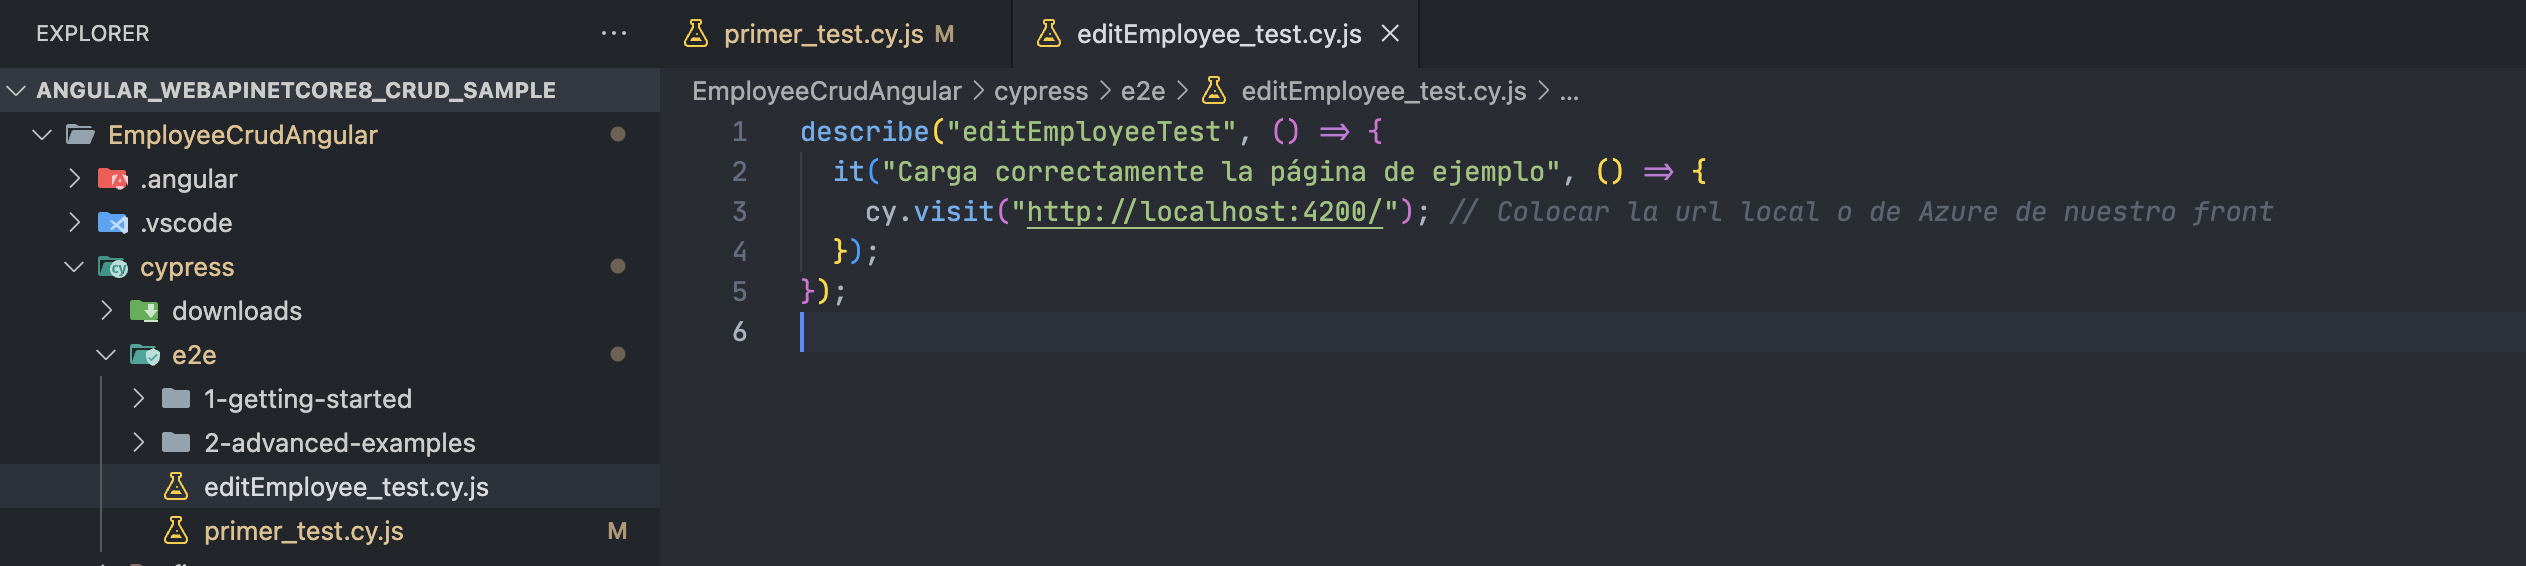 EXPLORER ...
ANGULAR_WEBAPINETCORE8_CRUD_SAMPLE
EmployeeCrudAngular
.angular
.vscode
cypress
downloads
e2e
1-getting-started
2-advanced-examples
editEmployee_test.cy.js
primer_test.cy.js M
primer_test.cy.js M editEmployee_test.cy.js
EmployeeCrudAngular > cypress > e2e > editEmployee_test.cy.js > ...
1 describe("editEmployeeTest", () => {
2 it("Carga correctamente la página de ejemplo", () => {
3 cy.visit("http://localhost:4200/"); // Colocar la url local o de Azure de nuestro front
4 });
5 });
6